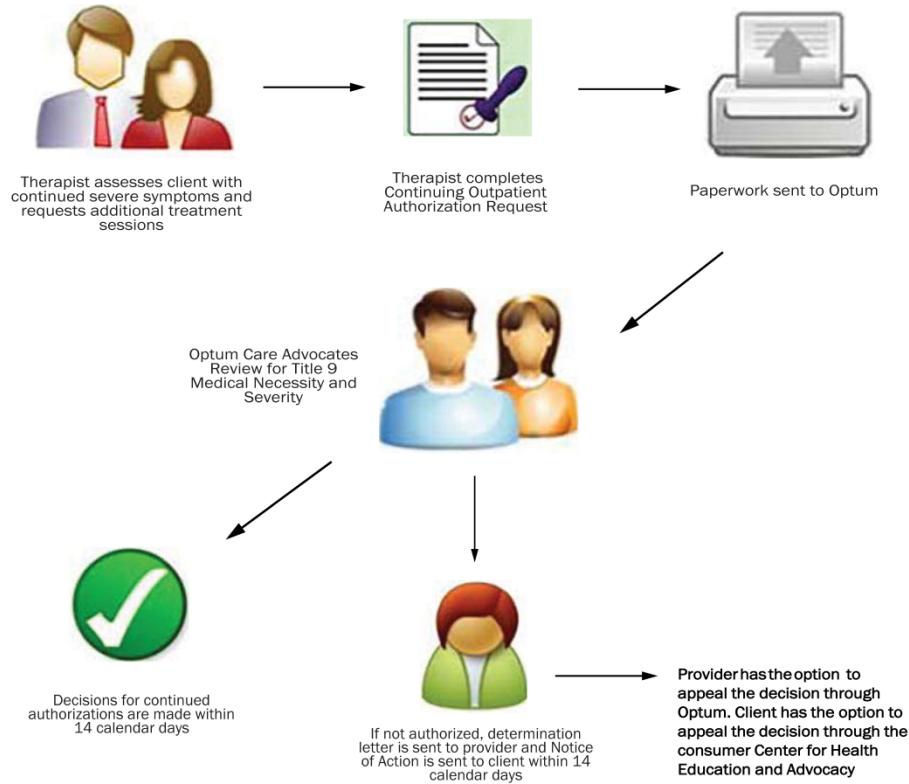 Therapist assesses client with
continued severe symptoms and
requests additional treatment
sessions
Therapist completes
Continuing Outpatient
Authorization Request
Paperwork sent to Optum
Optum Care Advocates
Review for Title 9
Medical Necessity and
Severity
Decisions for continued
authorizations are made within
14 calendar days
If not authorized, determination
letter is sent to provider and Notice
of Action is sent to client within 14
calendar days
Provider has the option to
appeal the decision through
Optum. Client has the option to
appeal the decision through the
consumer Center for Health
Education and Advocacy